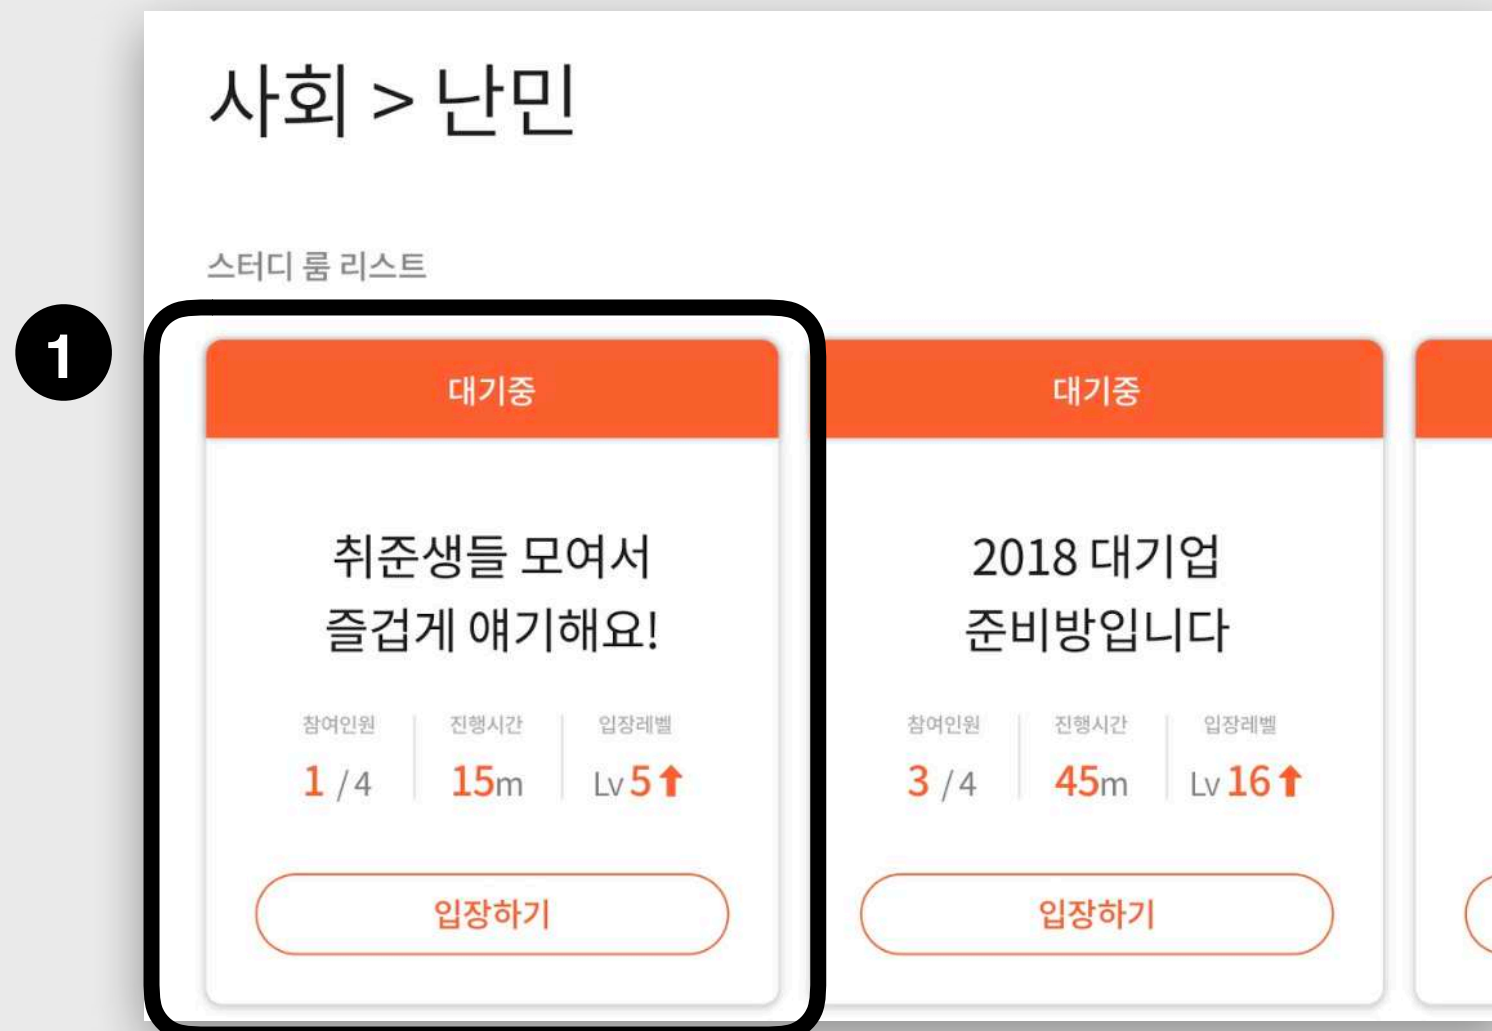 사회 > 난민
스터디 룸 리스트
1
대기중
취준생들 모여서
즐겁게 얘기해요!
참여인원 진행시간 입장레벨
1 / 4 15m Lv 5⬆
입장하기
대기중
2018 대기업
준비방입니다
참여인원 진행시간 입장레벨
3 / 4 45m Lv 16⬆
입장하기